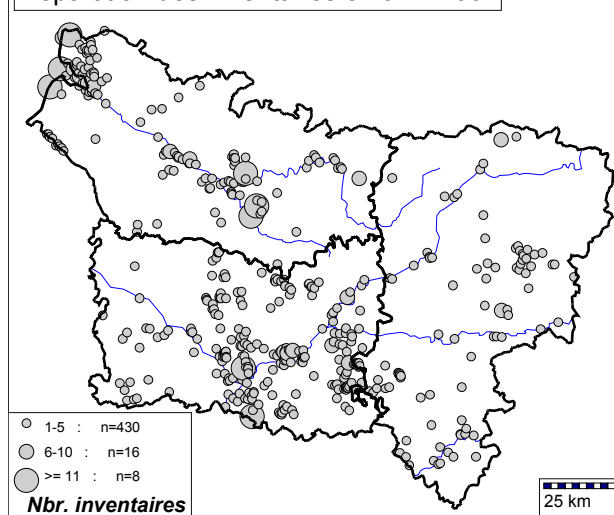 1-5 : n=430
6-10 : n=16
>= 11 : n=8
Nbr. inventaires
25 km